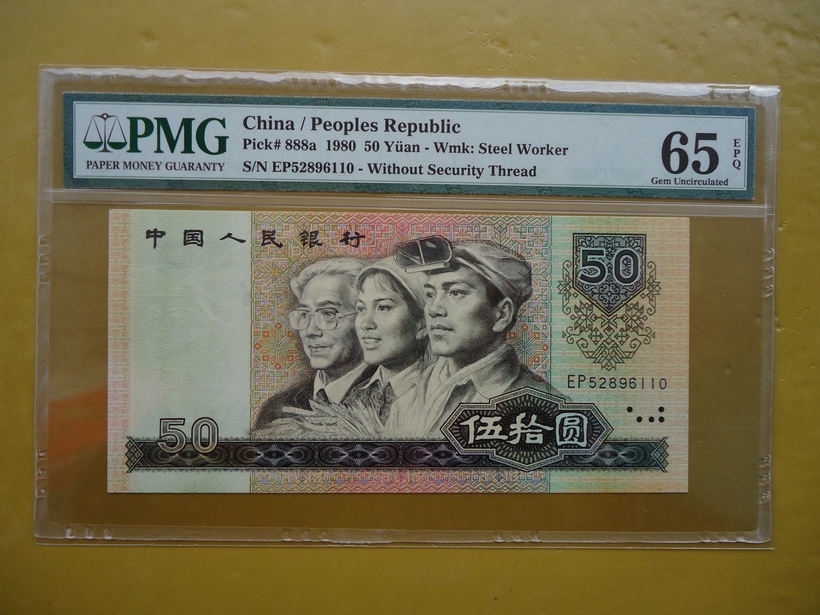 PMG
PAPER MONEY GUARANTY
China / Peoples Republic
Pick# 888a 1980 50 Yüan - Wmk: Steel Worker
S/N EP52896110 - Without Security Thread
65
EPQ
Gem Uncirculated
中国人民银行
50
EP52896110
50
伍拾圆